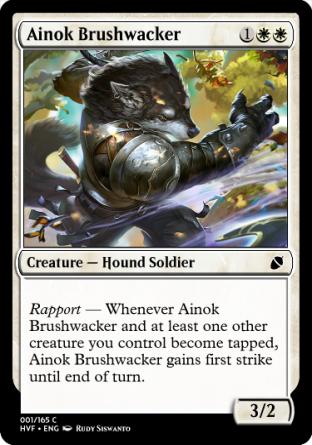 Ainok Brushwacker 1
Creature — Hound Soldier
Rapport — Whenever Ainok
Brushwacker and at least one other
creature you control become tapped,
Ainok Brushwacker gains first strike
until end of turn.
3/2
001/165 C
HVF • ENG Rudy Siswanto